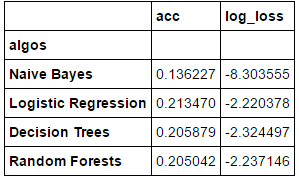 acc log_loss
algos
Naive Bayes 0.136227 -8.303555
Logistic Regression 0.213470 -2.220378
Decision Trees 0.205879 -2.324497
Random Forests 0.205042 -2.237146